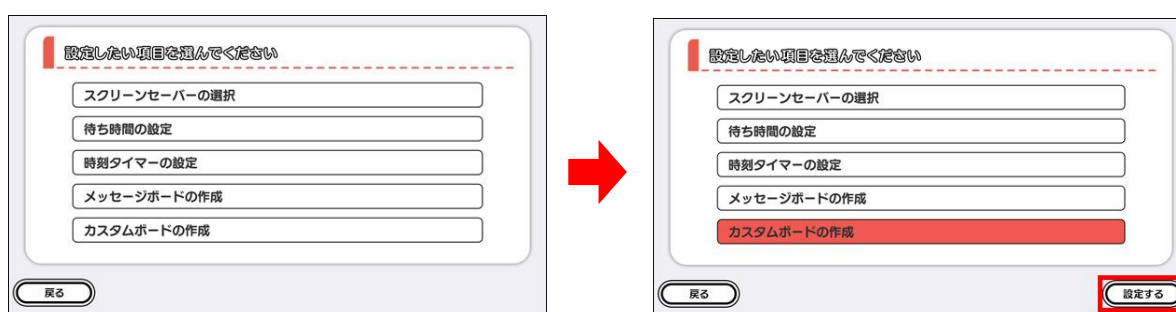 設定したい項目を選んでください
スクリーンセーバーの選択
待ち時間の設定
時刻タイマーの設定
メッセージボードの作成
カスタムボードの作成
戻る
設定したい項目を選んでください
スクリーンセーバーの選択
待ち時間の設定
時刻タイマーの設定
メッセージボードの作成
カスタムボードの作成
戻る
設定する